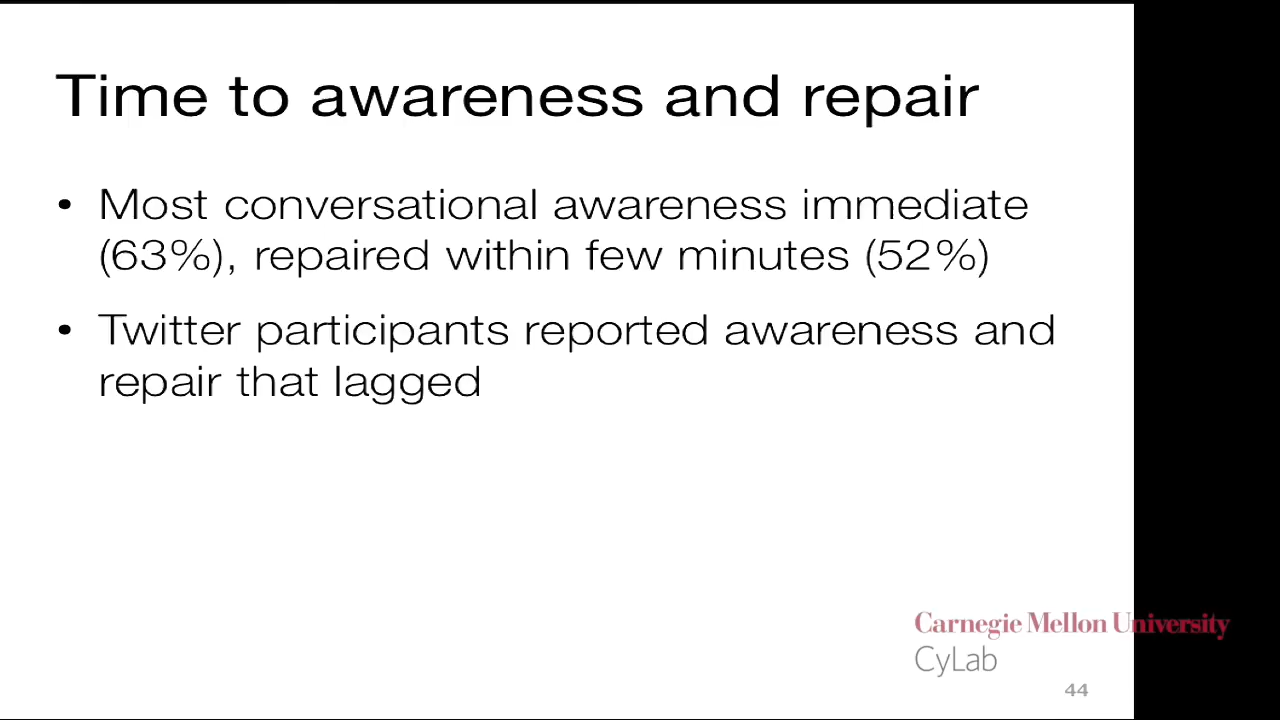 Time to awareness and repair
• Most conversational awareness immediate
(63%), repaired within few minutes (52%)
• Twitter participants reported awareness and
repair that lagged
Carnegie Mellon University
CyLab
44